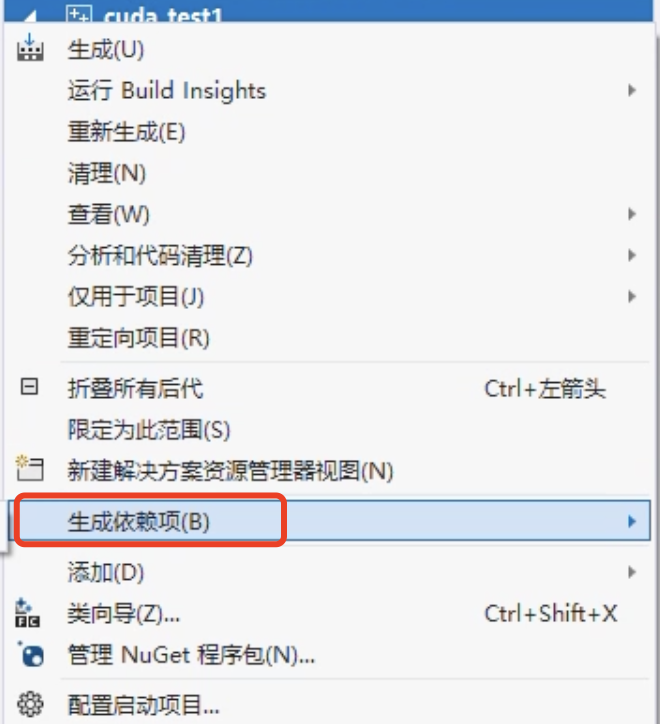 cuda_test1
生成(U)
运行 Build Insights
重新生成(E)
清理(N)
查看(W)
分析和代码清理(Z)
仅用于项目(J)
重定向项目(R)
折叠所有后代 Ctrl+左箭头
限定为此范围(S)
新建解决方案资源管理器视图(N)
生成依赖项(B)
添加(D)
类向导(Z)... Ctrl+Shift+X
管理 NuGet 程序包(N)...
配置启动项目...